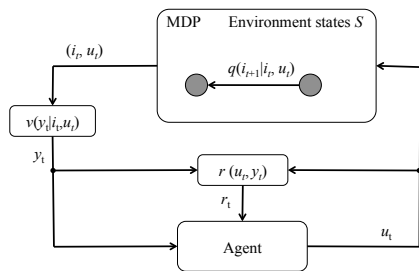 MDP Environment states S
(i_t, u_t)
q(i_{t+1}|i_t, u_t)
v(y_t|i_t,u_t)
y_t
r (u_t, y_t)
r_t
Agent
u_t